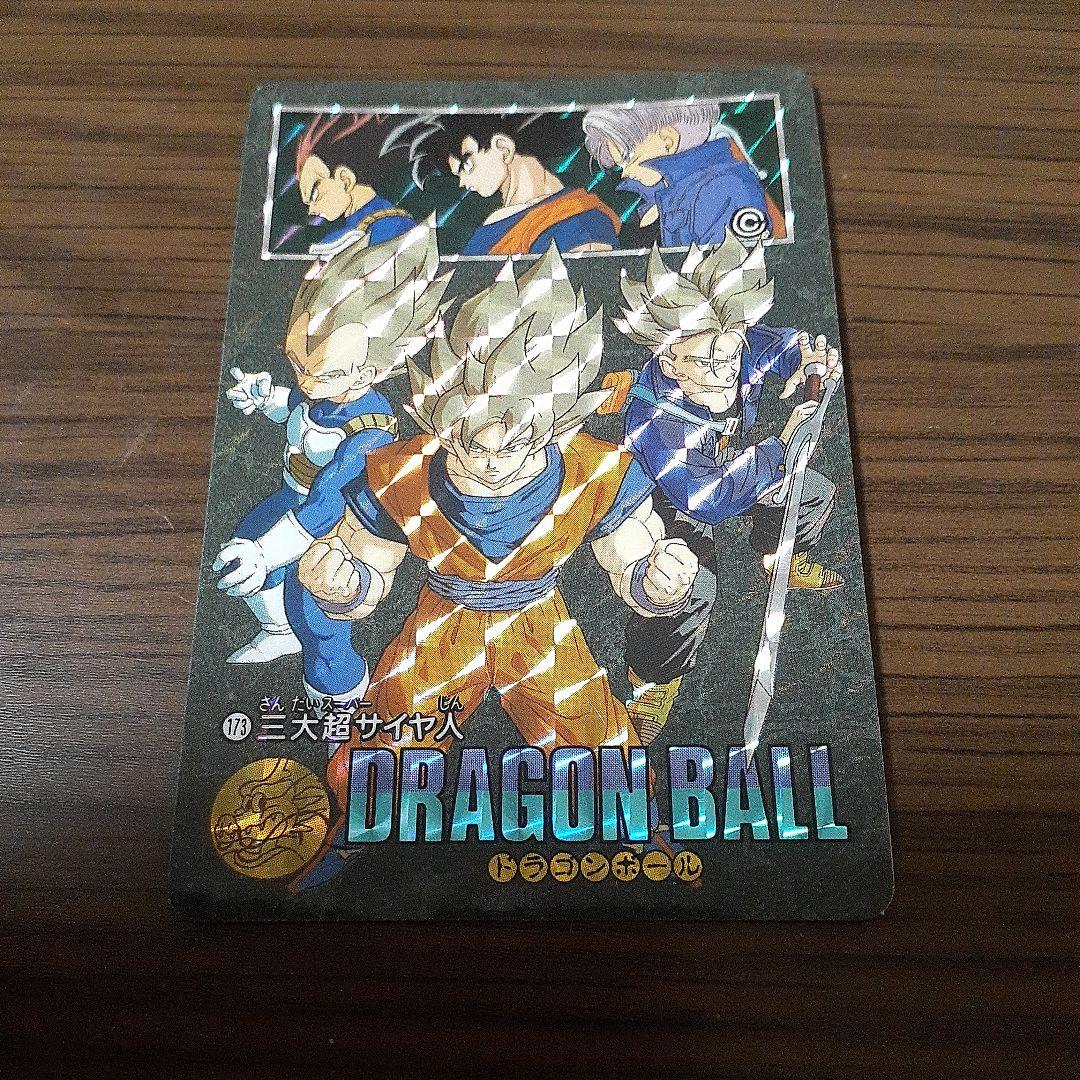 さん たい スーパー じん
173 三大超サイヤ人
DRAGON BALL
ドラゴンボール